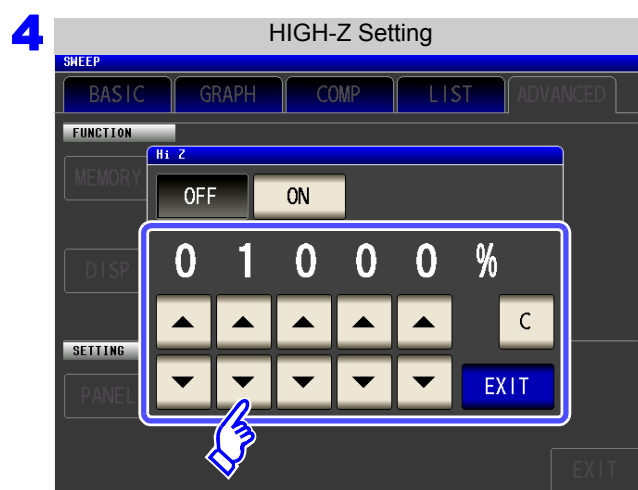 4
HIGH-Z Setting
SWEEP
BASIC GRAPH COMP LIST ADVANCED
FUNCTION
Hi Z
MEMORY
OFF ON
DISP
0 1 0 0 0 %
C
SETTING
PANEL
EXIT
EXIT